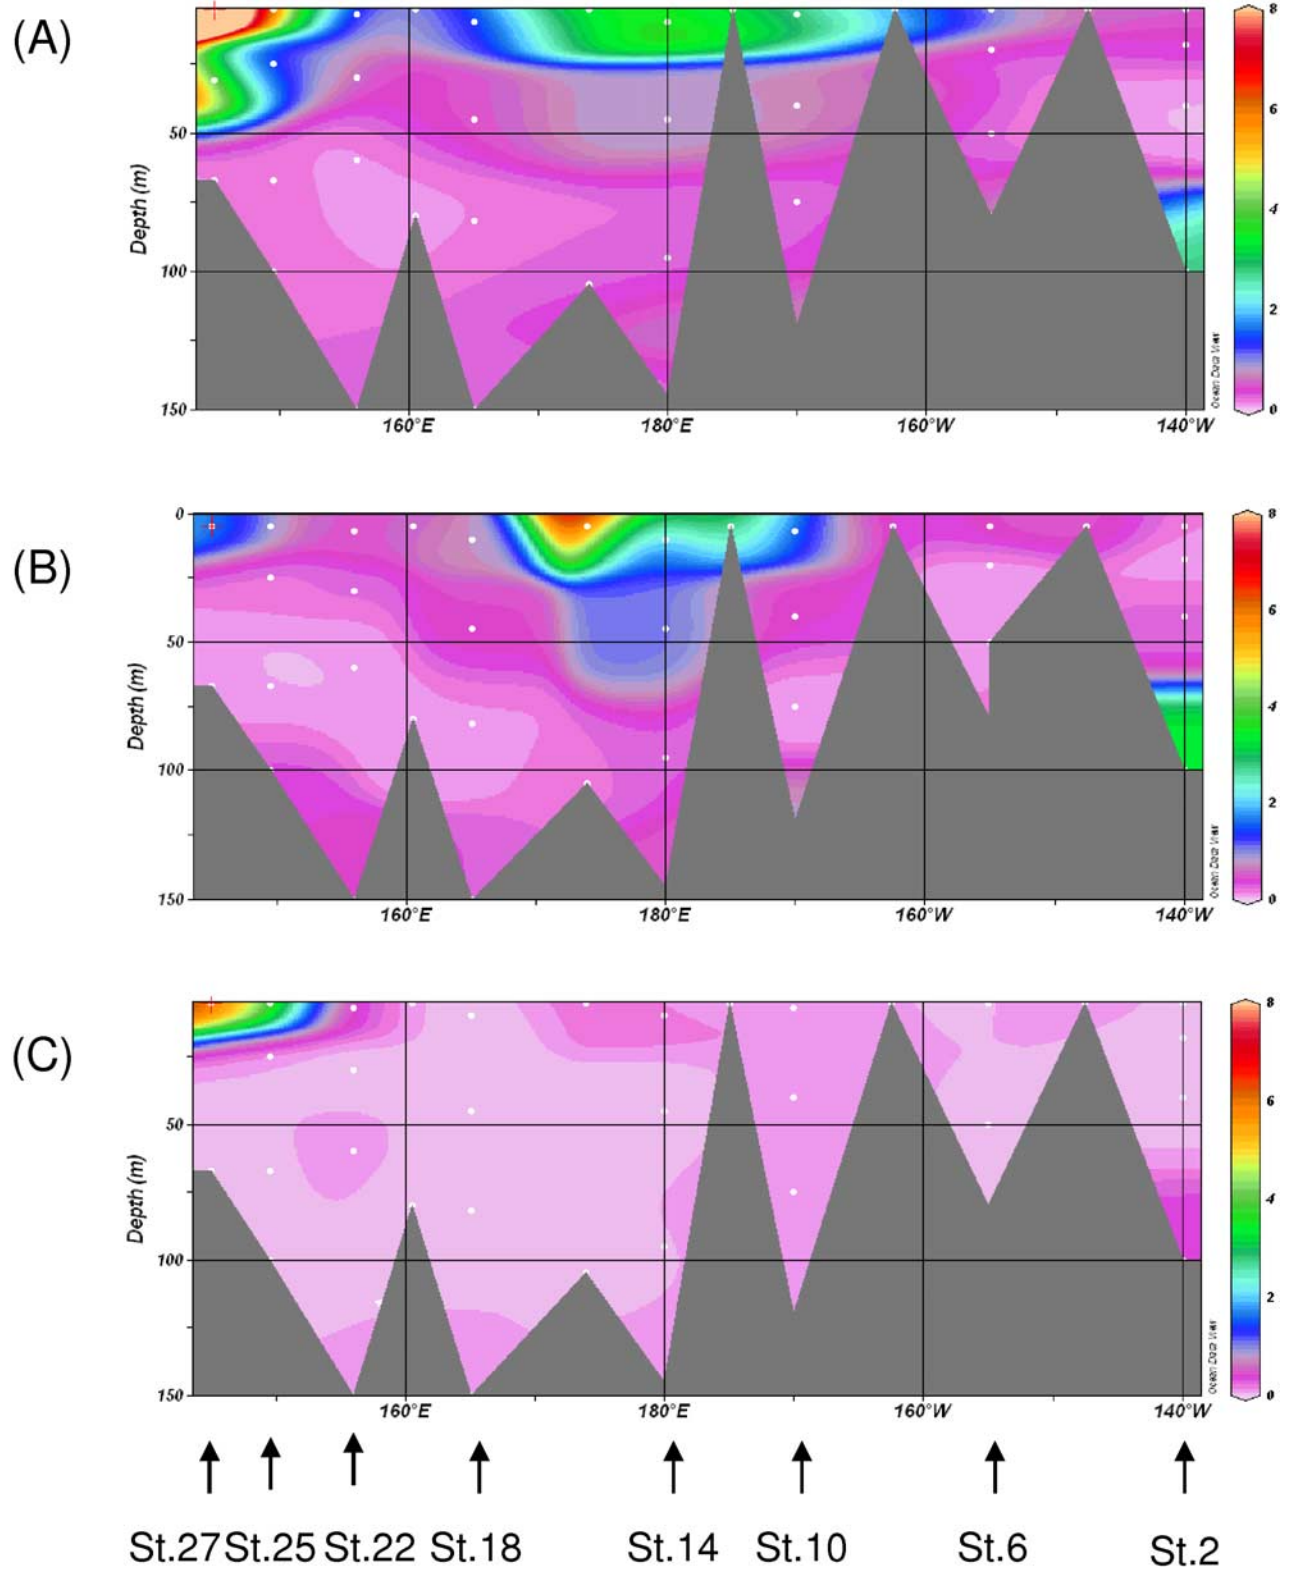 (A)
8
6
4
2
0
Depth (m)
50
100
150
160°E
180°E
160°W
140°W
Ocean Data View
(B)
8
6
4
2
0
Depth (m)
0
50
100
150
160°E
180°E
160°W
140°W
Ocean Data View
(C)
8
6
4
2
0
Depth (m)
50
100
150
160°E
180°E
160°W
140°W
Ocean Data View
St.27 St.25 St.22 St.18 St.14 St.10 St.6 St.2